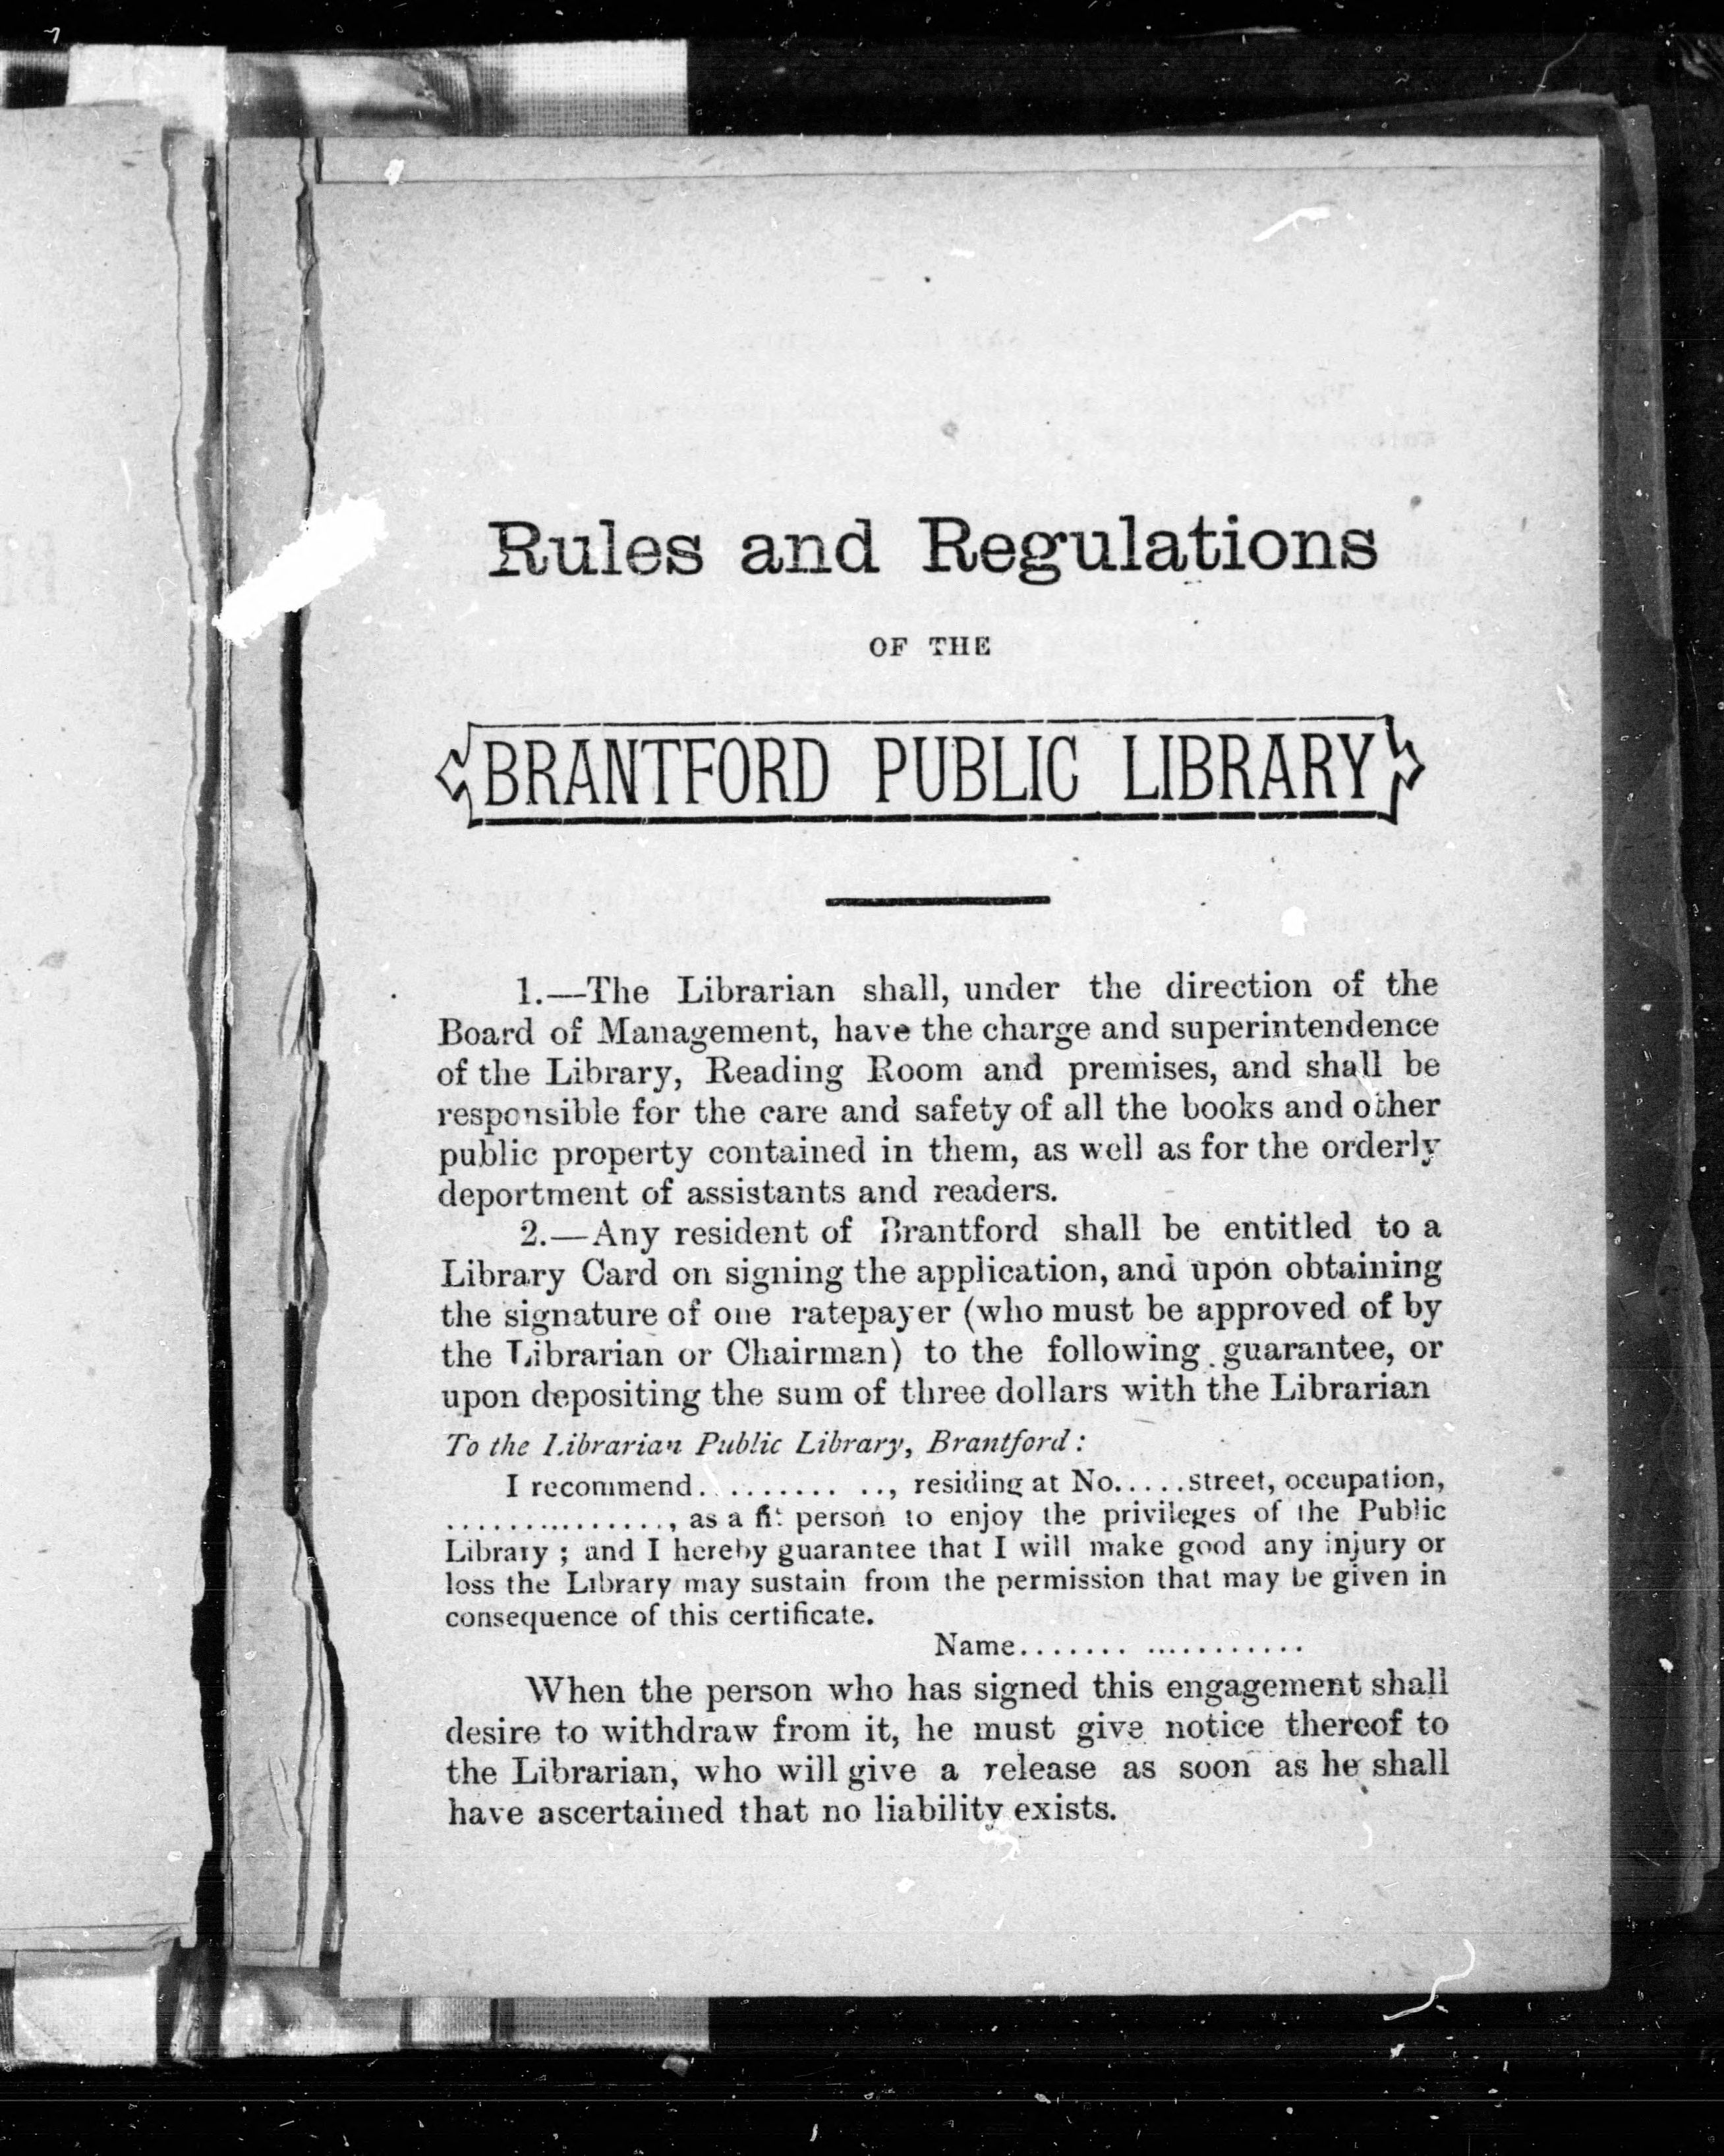 Rules and Regulations
OF THE
BRANTFORD PUBLIC LIBRARY
1.—The Librarian shall, under the direction of the
Board of Management, have the charge and superintendence
of the Library, Reading Room and premises, and shall be
responsible for the care and safety of all the books and other
public property contained in them, as well as for the orderly
deportment of assistants and readers.
2.—Any resident of Brantford shall be entitled to a
Library Card on signing the application, and upon obtaining
the signature of one ratepayer (who must be approved of by
the Librarian or Chairman) to the following guarantee, or
upon depositing the sum of three dollars with the Librarian
To the Librarian Public Library, Brantford:
I recommend.......... .., residing at No.....street, occupation,
................, as a fit person to enjoy the privileges of the Public
Library ; and I hereby guarantee that I will make good any injury or
loss the Library may sustain from the permission that may be given in
consequence of this certificate.
Name....... ...........
When the person who has signed this engagement shall
desire to withdraw from it, he must give notice thereof to
the Librarian, who will give a release as soon as he shall
have ascertained that no liability exists.